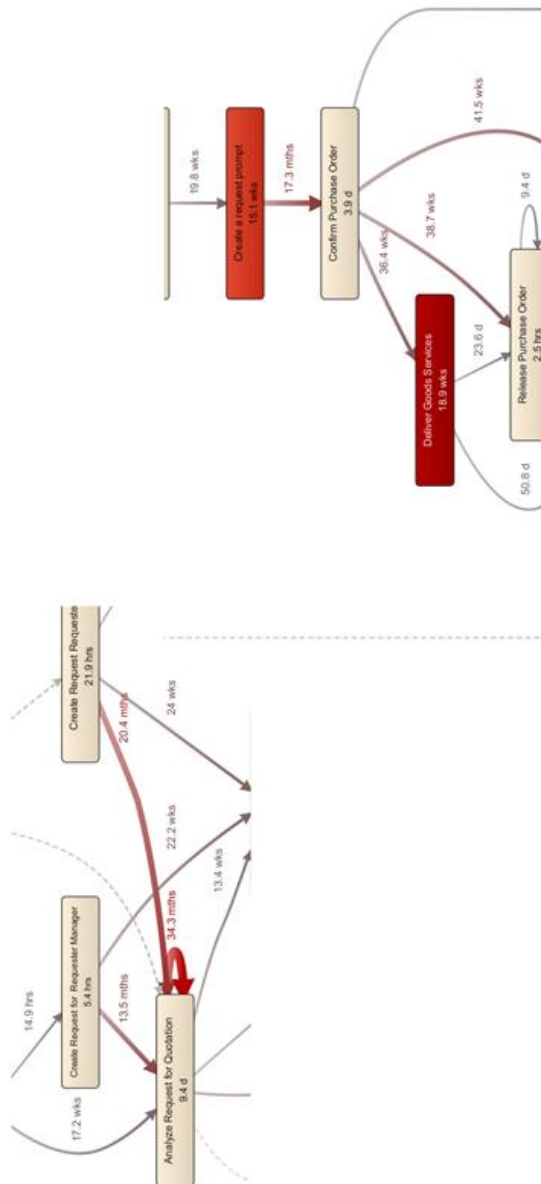 19.8 wks
Create a request prompt
15.1 wks
17.3 mths
Confirm Purchase Order
3.9 d
41.5 wks
38.7 wks
36.4 wks
Deliver Goods Services
18.9 wks
23.6 d
9.4 d
Release Purchase Order
2.5 hrs
50.8 d
Create Request Requeste
21.9 hrs
20.4 mths
24 wks
14.9 hrs
Create Request for Requester Manager
5.4 hrs
22.2 wks
13.4 wks
13.5 mths
34.3 mths
17.2 wks
Analyze Request for Quotation
9.4 d